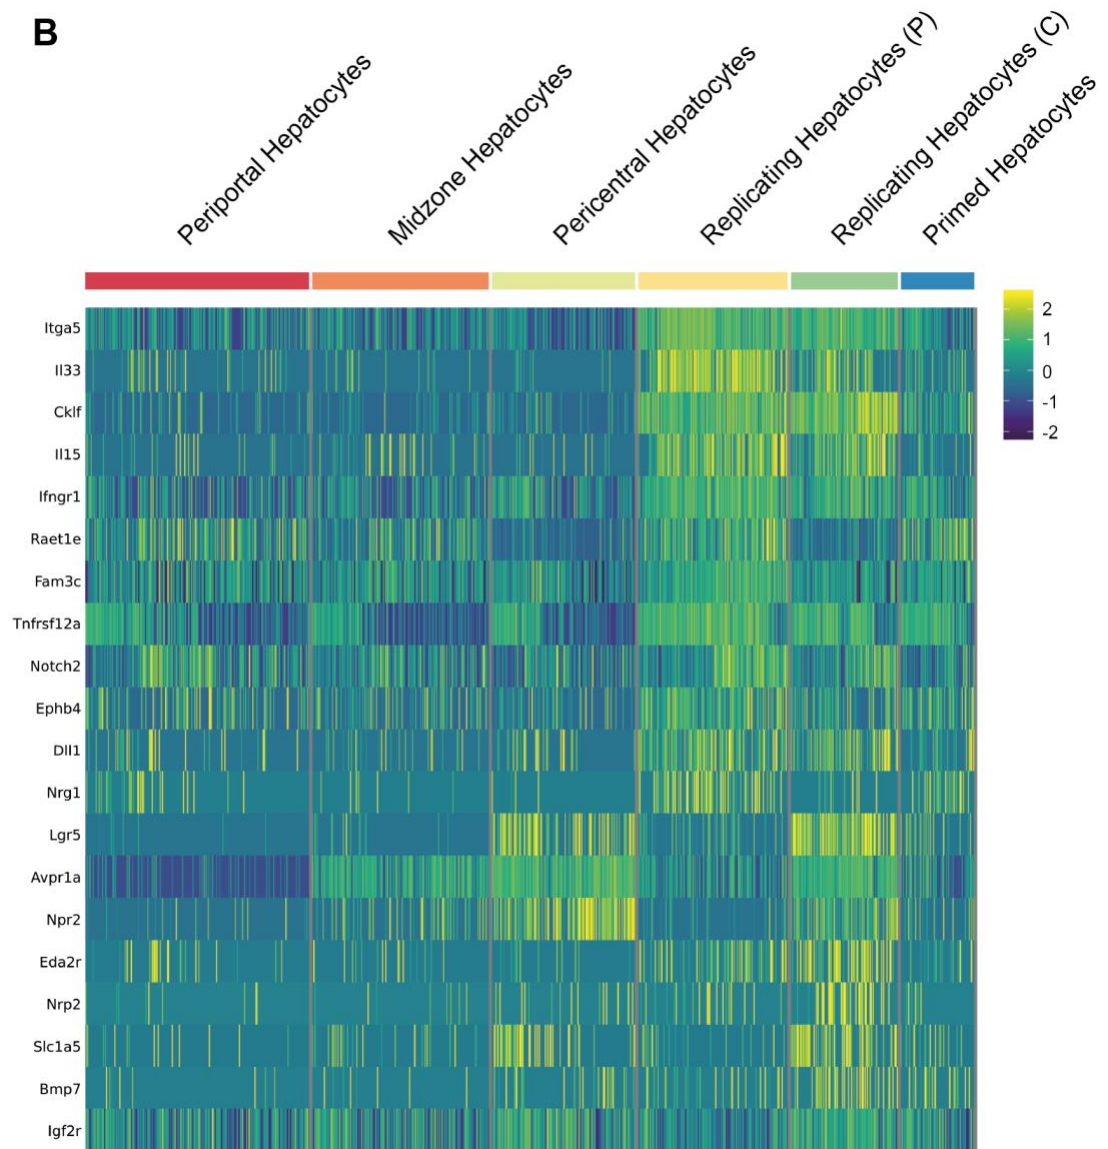 B
Periportal Hepatocytes
Midzone Hepatocytes
Pericentral Hepatocytes
Replicating Hepatocytes (P)
Replicating Hepatocytes (C)
Primed Hepatocytes
Itga5
Il33
Cklf
Il15
Ifngr1
Raet1e
Fam3c
Tnfrsf12a
Notch2
Ephb4
Dll1
Nrg1
Lgr5
Avpr1a
Npr2
Eda2r
Nrp2
Slc1a5
Bmp7
Igf2r
2
1
0
-1
-2